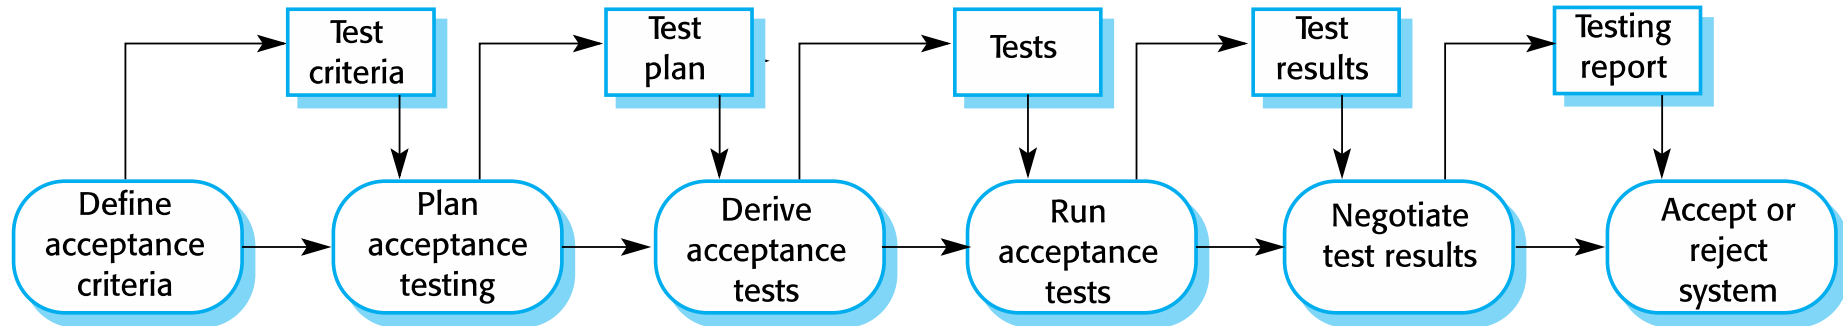 Test
criteria
Test
plan
Tests
Test
results
Testing
report
Define
acceptance
criteria
Plan
acceptance
testing
Derive
acceptance
tests
Run
acceptance
tests
Negotiate
test results
Accept or
reject
system